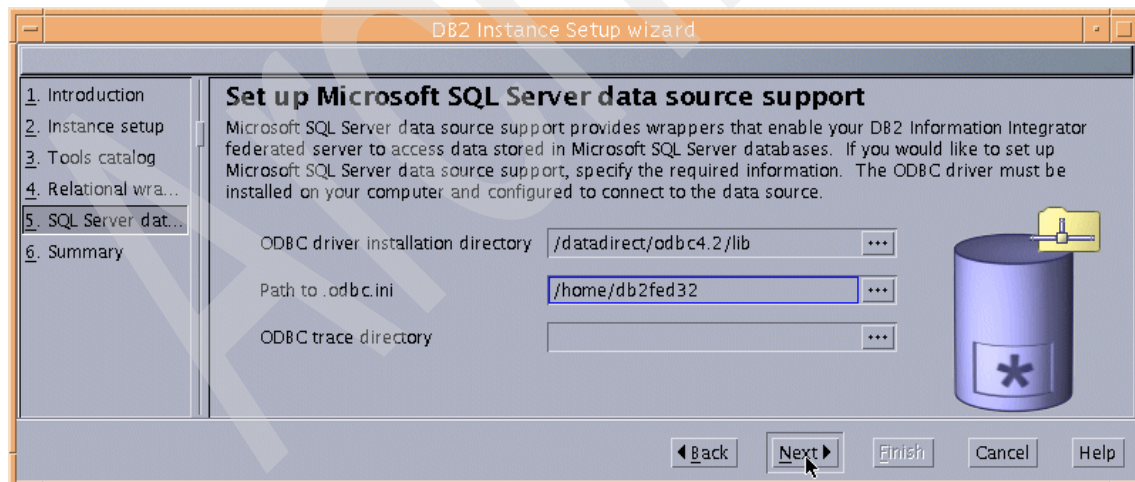 DB2 Instance Setup wizard
1. Introduction
2. Instance setup
3. Tools catalog
4. Relational wra...
5. SQL Server dat...
6. Summary
Set up Microsoft SQL Server data source support
Microsoft SQL Server data source support provides wrappers that enable your DB2 Information Integrator
federated server to access data stored in Microsoft SQL Server databases. If you would like to set up
Microsoft SQL Server data source support, specify the required information. The ODBC driver must be
installed on your computer and configured to connect to the data source.
ODBC driver installation directory /datadirect/odbc4.2/lib ...
Path to .odbc.ini /home/db2fed32 ...
ODBC trace directory ...
Back Next Finish Cancel Help